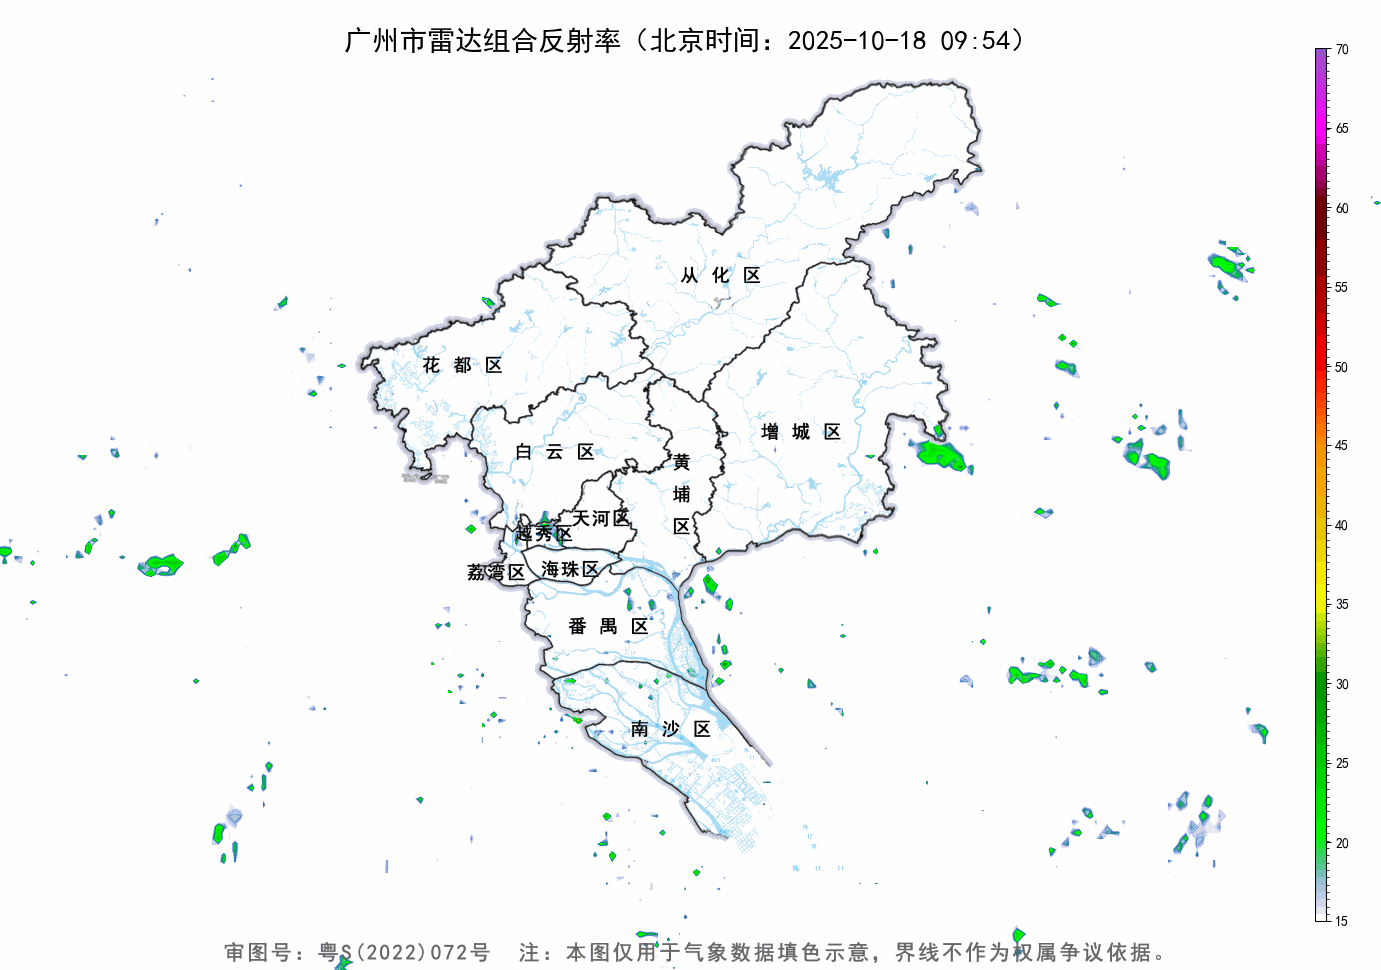 广州市雷达组合反射率（北京时间：2025-10-18 09:54）
70
65
60
55
50
45
40
35
30
25
20
15
从化区
花都区
增城区
白云区
黄埔区
天河区
越秀区
荔湾区
海珠区
番禺区
南沙区
审图号：粤S(2022)072号 注：本图仅用于气象数据填色示意，界线不作为权属争议依据。